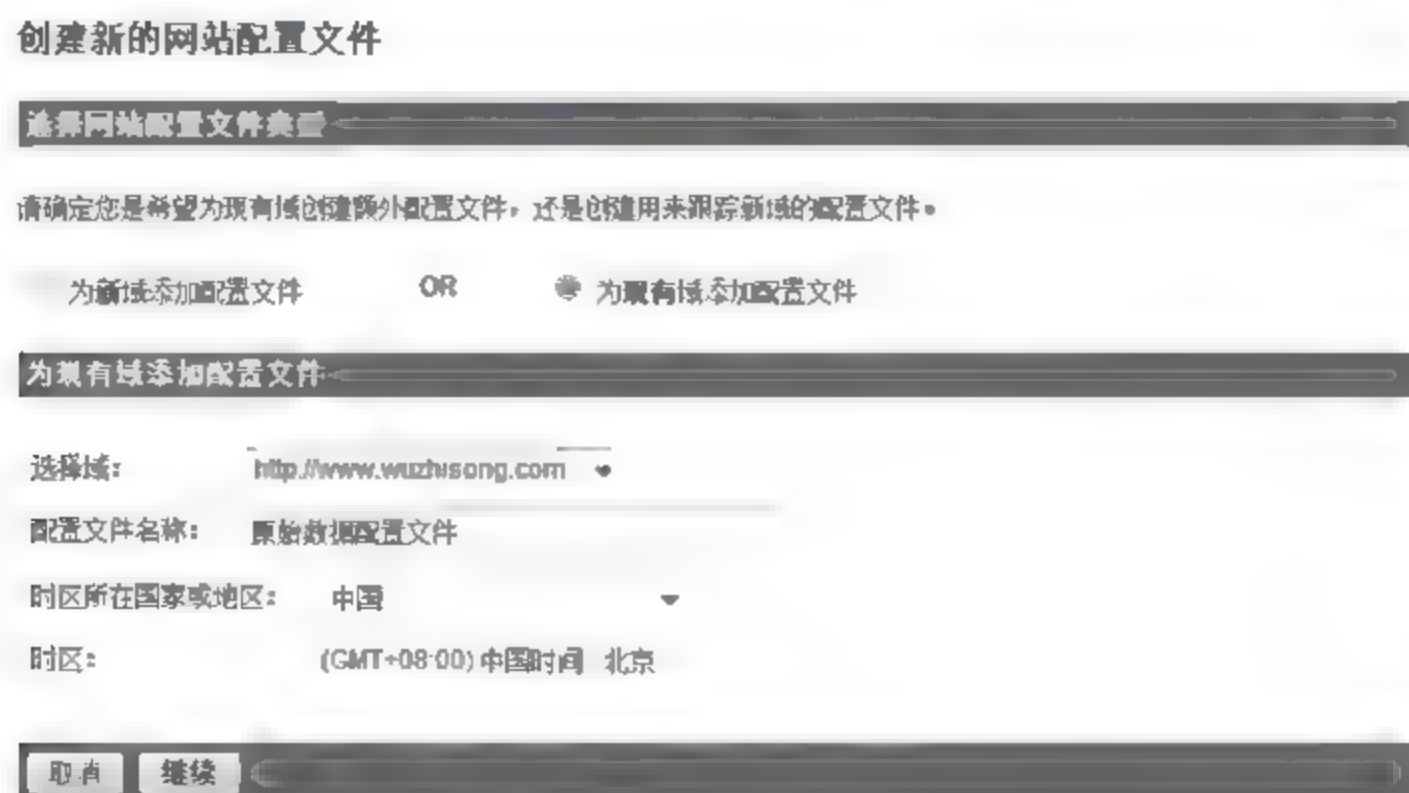 创建新的网站配置文件
选择网站配置文件类型
请确定您是希望为现有域创建额外配置文件，还是创建用来跟踪新域的配置文件。
为新域添加配置文件 OR 为现有域添加配置文件
为现有域添加配置文件
选择域： http://www.wuzhisong.com
配置文件名称： 原始数据配置文件
时区所在国家或地区： 中国
时区： (GMT+08:00) 中国时间 北京
取消 继续